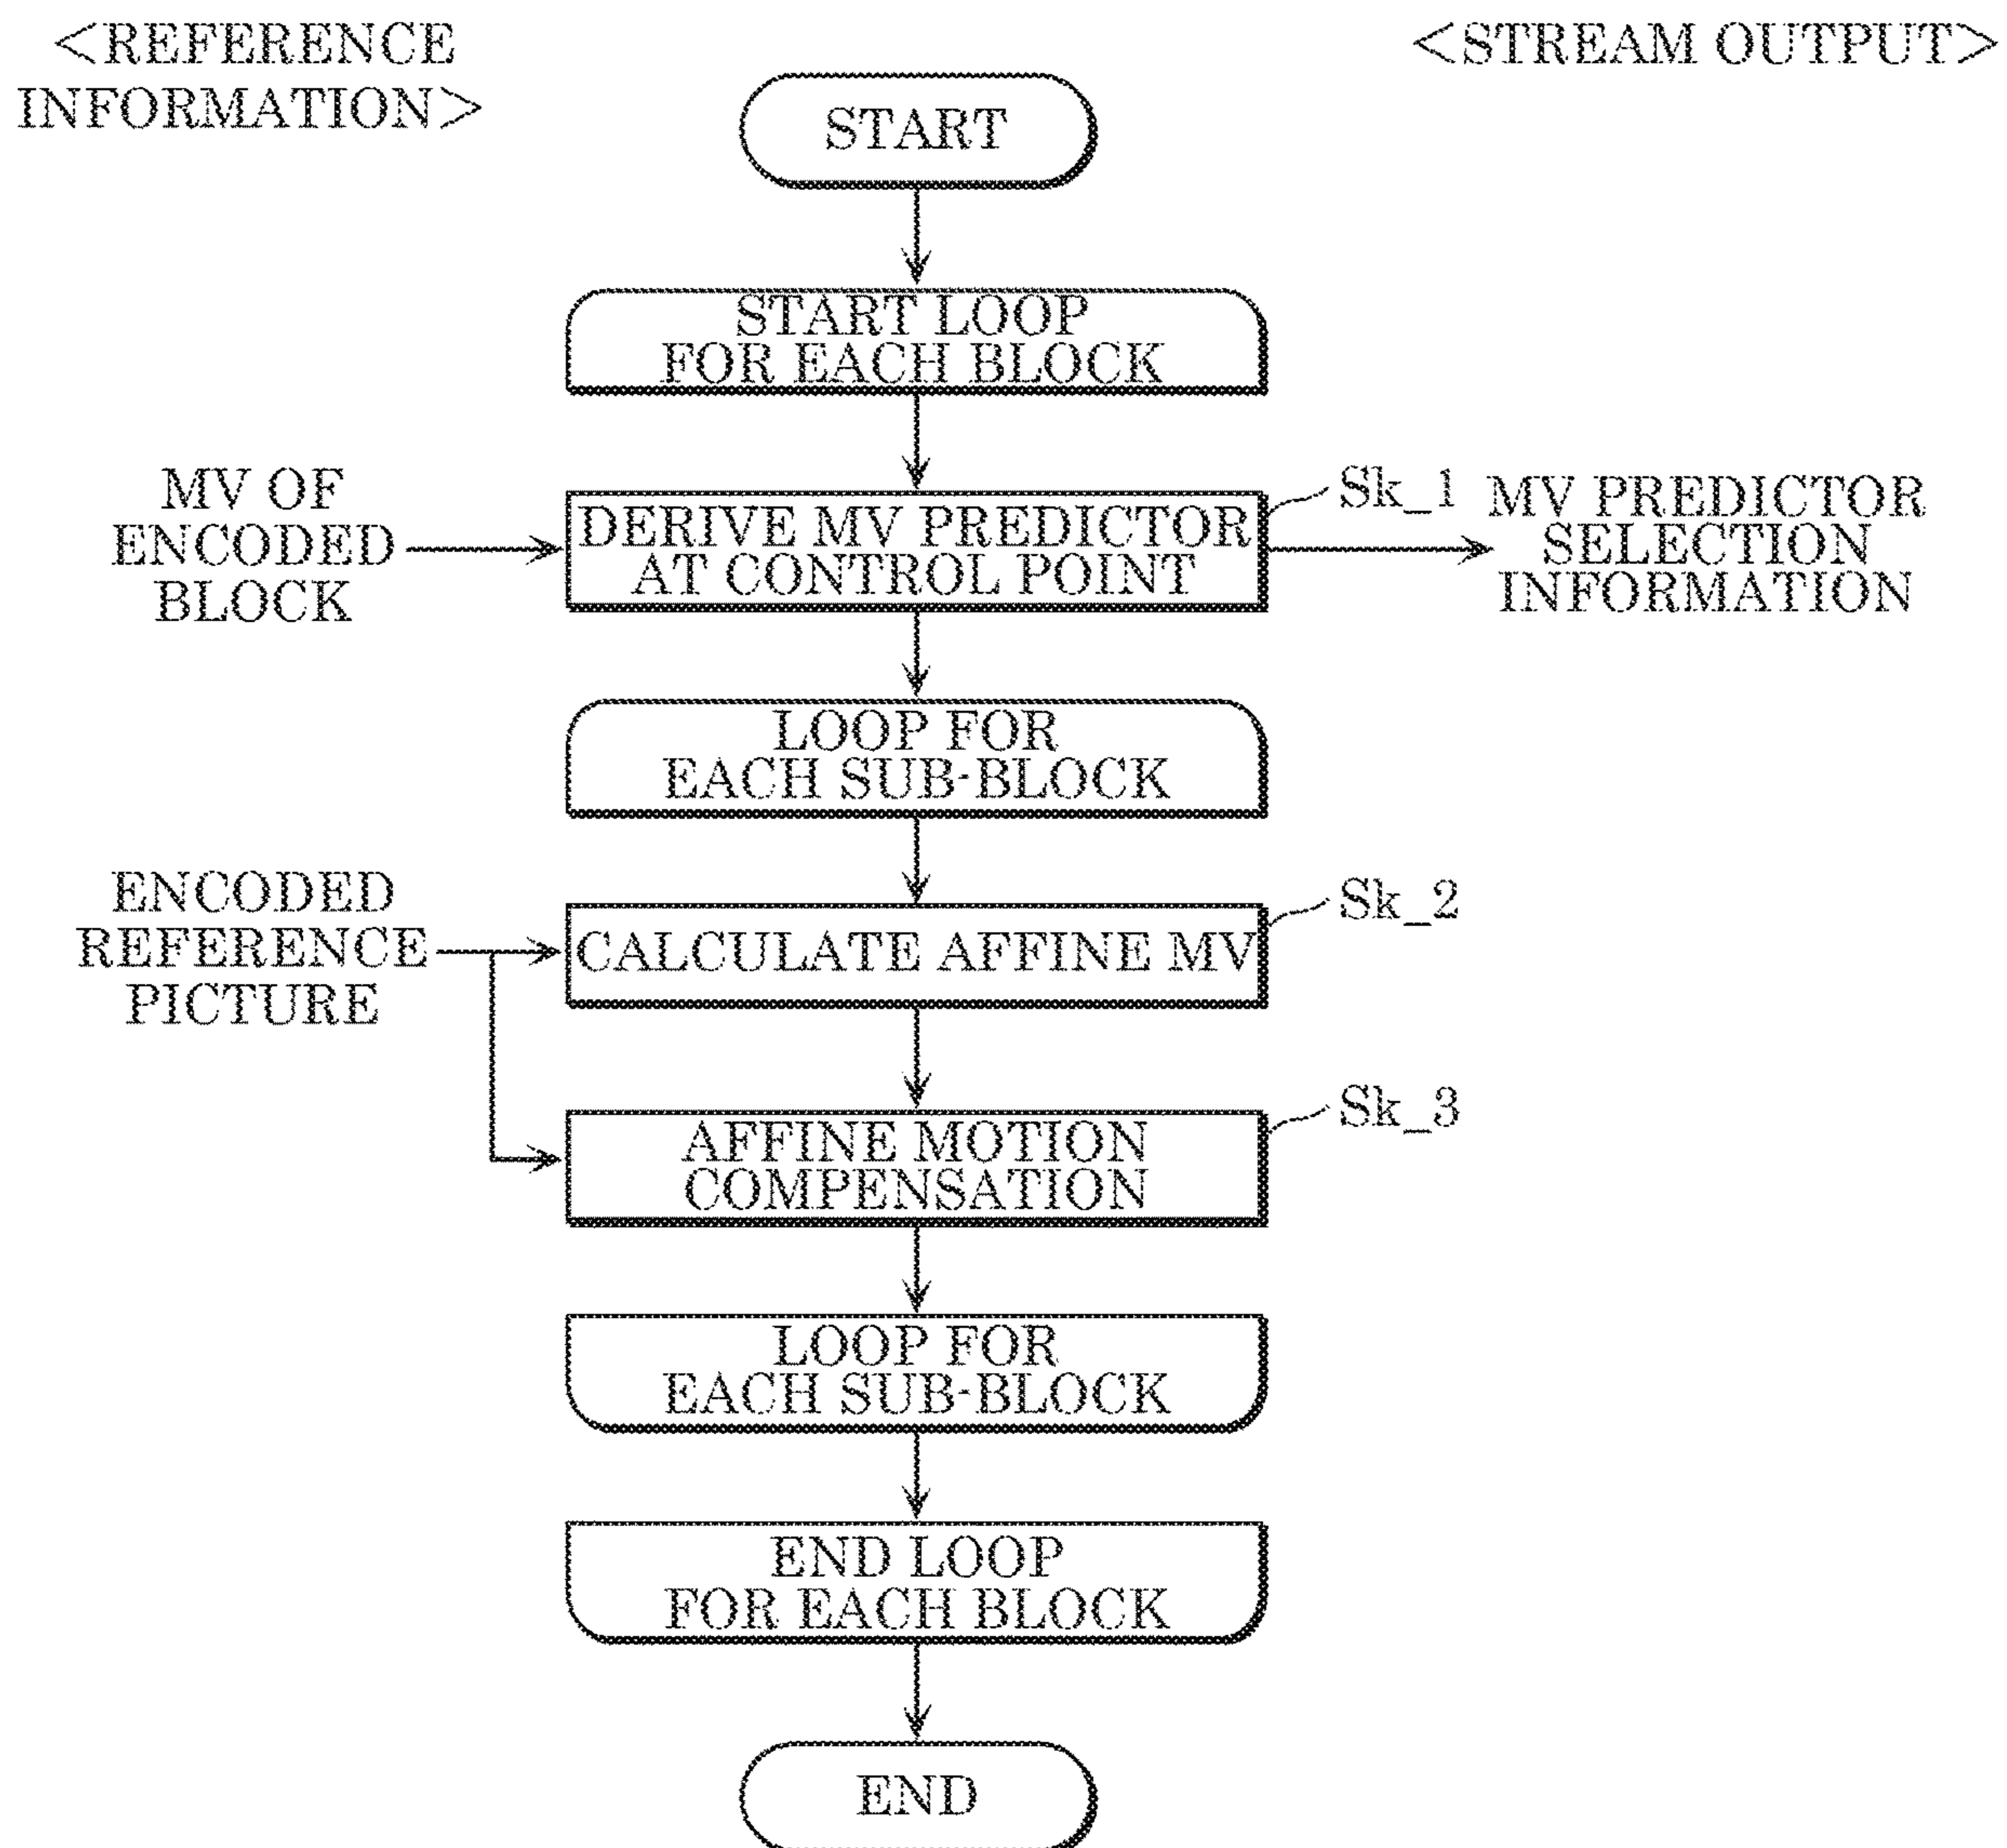 <REFERENCE
INFORMATION>
<STREAM OUTPUT>
START
START LOOP
FOR EACH BLOCK
MV OF
ENCODED
BLOCK
DERIVE MV PREDICTOR
AT CONTROL POINT
Sk_1
MV PREDICTOR
SELECTION
INFORMATION
LOOP FOR
EACH SUB-BLOCK
ENCODED
REFERENCE
PICTURE
CALCULATE AFFINE MV
Sk_2
AFFINE MOTION
COMPENSATION
Sk_3
LOOP FOR
EACH SUB-BLOCK
END LOOP
FOR EACH BLOCK
END